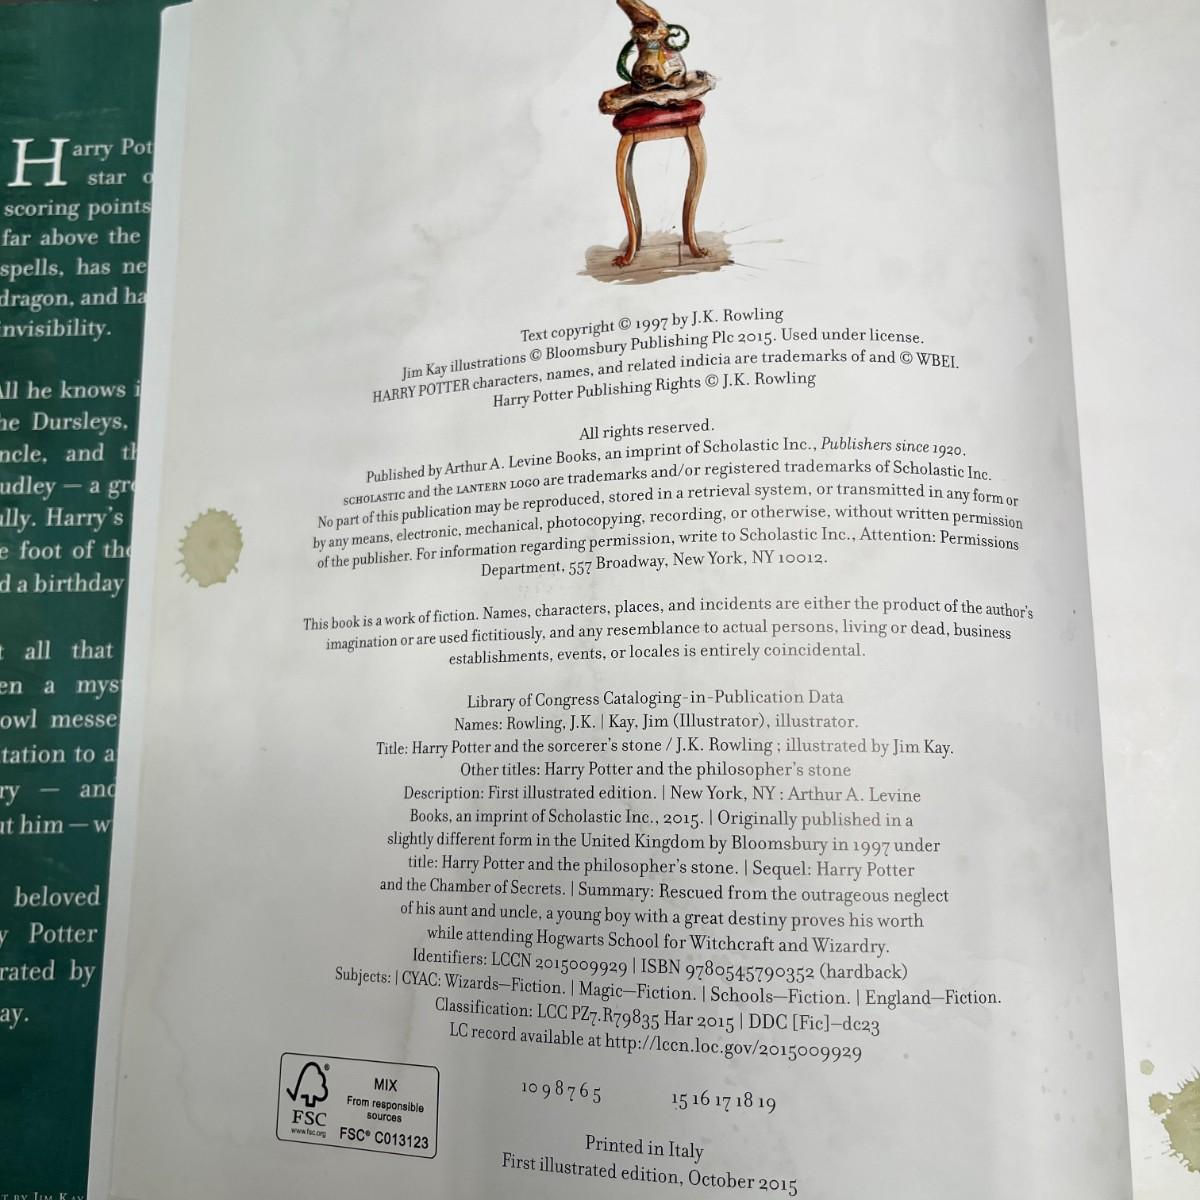 Harry Pot
star o
scoring points
far above the
spells, has ne
dragon, and ha
invisibility.
All he knows i
he Dursleys,
ncle, and th
udley — a gre
ully. Harry's
e foot of the
d a birthday
t all that
en a mys
owl messe
tation to a
ry — and
ut him — w
beloved
y Potter
rated by
ay.
T BY JIM KAY
Text copyright © 1997 by J.K. Rowling
Jim Kay illustrations © Bloomsbury Publishing Plc 2015. Used under license.
HARRY POTTER characters, names, and related indicia are trademarks of and © WBEI.
Harry Potter Publishing Rights © J.K. Rowling
All rights reserved.
Published by Arthur A. Levine Books, an imprint of Scholastic Inc., Publishers since 1920.
SCHOLASTIC and the LANTERN LOGO are trademarks and/or registered trademarks of Scholastic Inc.
No part of this publication may be reproduced, stored in a retrieval system, or transmitted in any form or
by any means, electronic, mechanical, photocopying, recording, or otherwise, without written permission
of the publisher. For information regarding permission, write to Scholastic Inc., Attention: Permissions
Department, 557 Broadway, New York, NY 10012.
This book is a work of fiction. Names, characters, places, and incidents are either the product of the author's
imagination or are used fictitiously, and any resemblance to actual persons, living or dead, business
establishments, events, or locales is entirely coincidental.
Library of Congress Cataloging-in-Publication Data
Names: Rowling, J.K. | Kay, Jim (Illustrator), illustrator.
Title: Harry Potter and the sorcerer's stone / J.K. Rowling ; illustrated by Jim Kay.
Other titles: Harry Potter and the philosopher's stone
Description: First illustrated edition. | New York, NY : Arthur A. Levine
Books, an imprint of Scholastic Inc., 2015. | Originally published in a
slightly different form in the United Kingdom by Bloomsbury in 1997 under
title: Harry Potter and the philosopher's stone. | Sequel: Harry Potter
and the Chamber of Secrets. | Summary: Rescued from the outrageous neglect
of his aunt and uncle, a young boy with a great destiny proves his worth
while attending Hogwarts School for Witchcraft and Wizardry.
Identifiers: LCCN 2015009929 | ISBN 9780545790352 (hardback)
Subjects: | CYAC: Wizards—Fiction. | Magic—Fiction. | Schools—Fiction. | England—Fiction.
Classification: LCC PZ7.R79835 Har 2015 | DDC [Fic]—dc23
LC record available at http://lccn.loc.gov/2015009929
10 9 8 7 6 5 15 16 17 18 19
Printed in Italy
First illustrated edition, October 2015
FSC
www.fsc.org
MIX
From responsible
sources
FSC® C013123